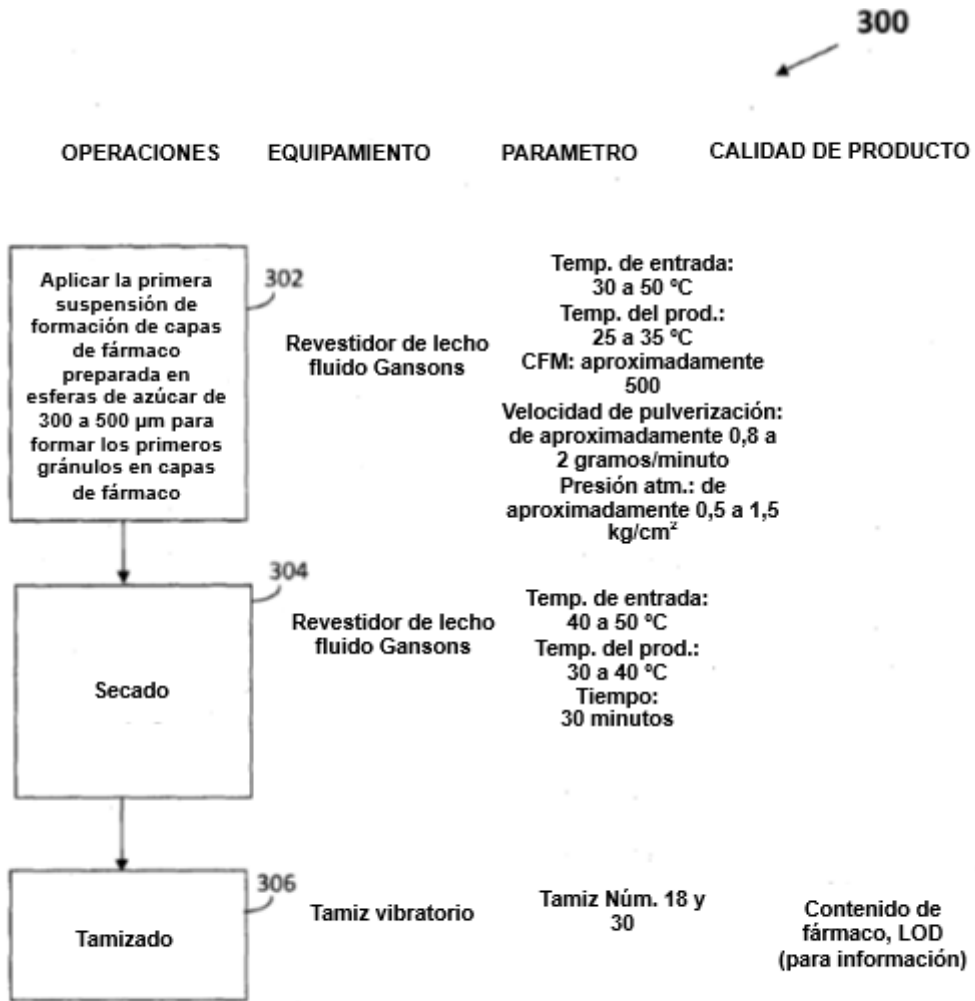 300
OPERACIONES EQUIPAMIENTO PARAMETRO CALIDAD DE PRODUCTO
Aplicar la primera
suspensión de
formación de capas
de fármaco
preparada en
esferas de azúcar de
300 a 500 µm para
formar los primeros
gránulos en capas
de fármaco
302
Revestidor de lecho
fluido Gansons
Temp. de entrada:
30 a 50 ºC
Temp. del prod.:
25 a 35 ºC
CFM: aproximadamente
500
Velocidad de pulverización:
de aproximadamente 0,8 a
2 gramos/minuto
Presión atm.: de
aproximadamente 0,5 a 1,5
kg/cm²
Secado
304
Revestidor de lecho
fluido Gansons
Temp. de entrada:
40 a 50 ºC
Temp. del prod.:
30 a 40 ºC
Tiempo:
30 minutos
Tamizado
306
Tamiz vibratorio
Tamiz Núm. 18 y
30
Contenido de
fármaco, LOD
(para información)